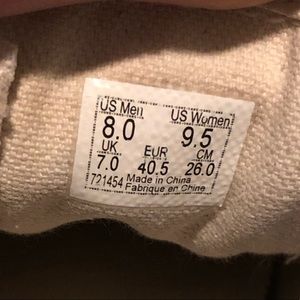 US Men US Women
8.0 9.5
UK EUR CM
7.0 40.5 26.0
721454 Made in China
Fabrique en Chine